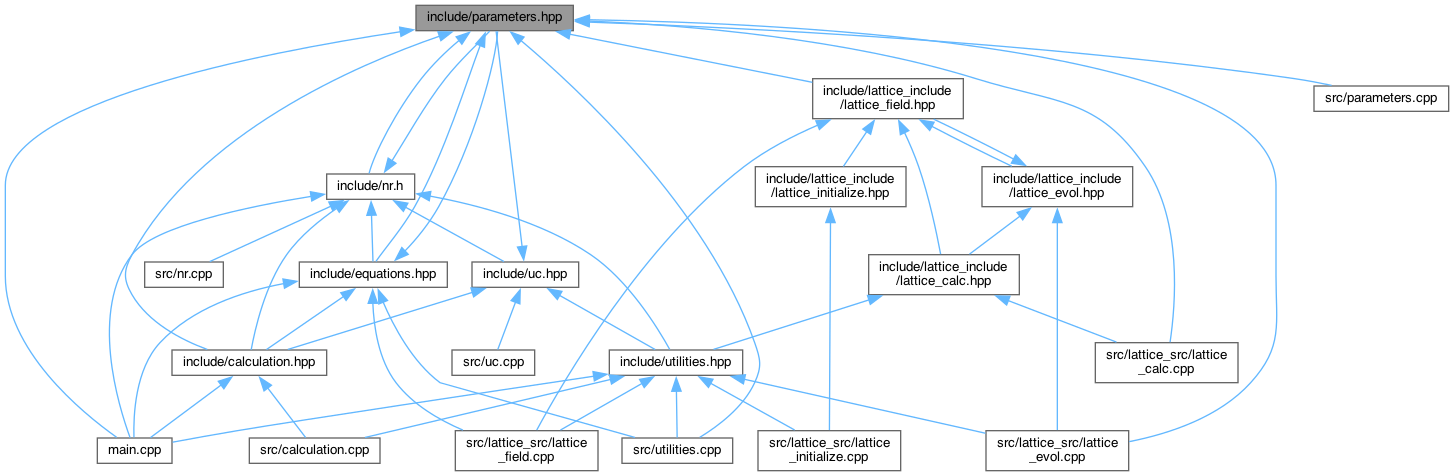 include/parameters.hpp
include/lattice_include
/lattice_field.hpp
src/parameters.cpp
include/nr.h
include/lattice_include
/lattice_initialize.hpp
include/lattice_include
/lattice_evol.hpp
src/nr.cpp
include/equations.hpp
include/uc.hpp
include/lattice_include
/lattice_calc.hpp
include/calculation.hpp
src/uc.cpp
include/utilities.hpp
src/lattice_src/lattice
_calc.cpp
main.cpp
src/calculation.cpp
src/lattice_src/lattice
_field.cpp
src/utilities.cpp
src/lattice_src/lattice
_initialize.cpp
src/lattice_src/lattice
_evol.cpp